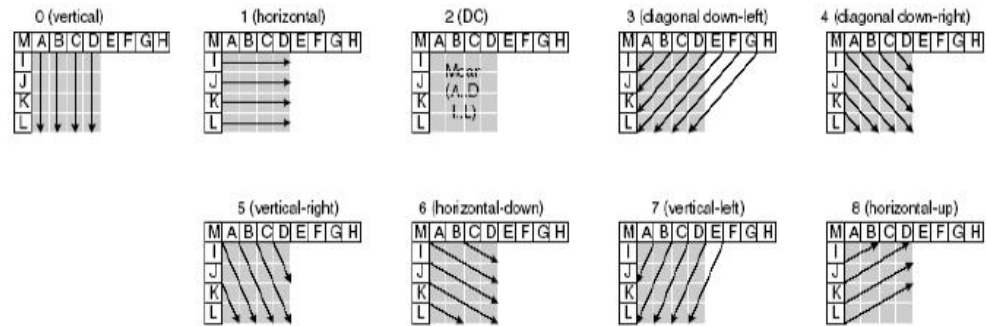 0 (vertical)
M A B C D E F G H
I
J
K
L
1 (horizontal)
M A B C D E F G H
I
J
K
L
2 (DC)
M A B C D E F G H
I
J
K
L
Mean
(A..D
I..L)
3 (diagonal down-left)
M A B C D E F G H
I
J
K
L
4 (diagonal down-right)
M A B C D E F G H
I
J
K
L
5 (vertical-right)
M A B C D E F G H
I
J
K
L
6 (horizontal-down)
M A B C D E F G H
I
J
K
L
7 (vertical-left)
M A B C D E F G H
I
J
K
L
8 (horizontal-up)
M A B C D E F G H
I
J
K
L